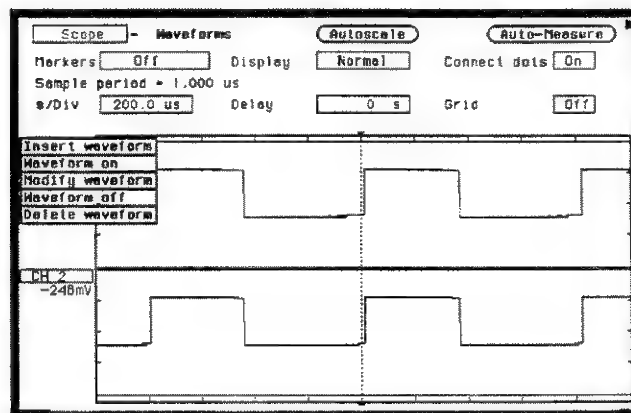 Scope - Waveforms Autoscale Auto-Measure
Markers Off Display Normal Connect dots On
Sample period = 1.000 us
s/Div 200.0 us Delay 0 s Grid Off
Insert waveform
Waveform on
Modify waveform
Waveform off
Delete waveform
CH 2
-248mV